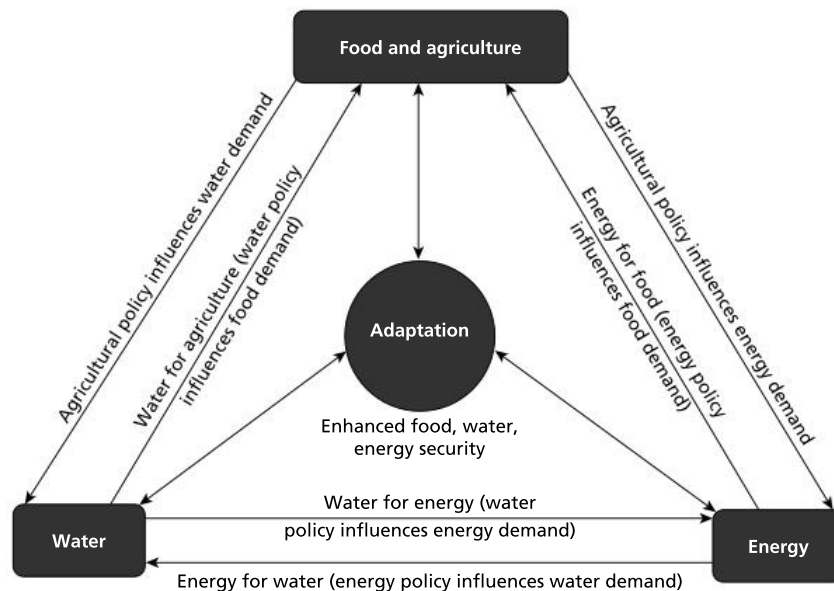 Food and agriculture
Agricultural policy influences water demand
Water for agriculture (water policy
influences food demand)
Energy for food (energy policy
influences food demand)
Agricultural policy influences energy demand
Adaptation
Enhanced food, water,
energy security
Water
Water for energy (water
policy influences energy demand)
Energy
Energy for water (energy policy influences water demand)